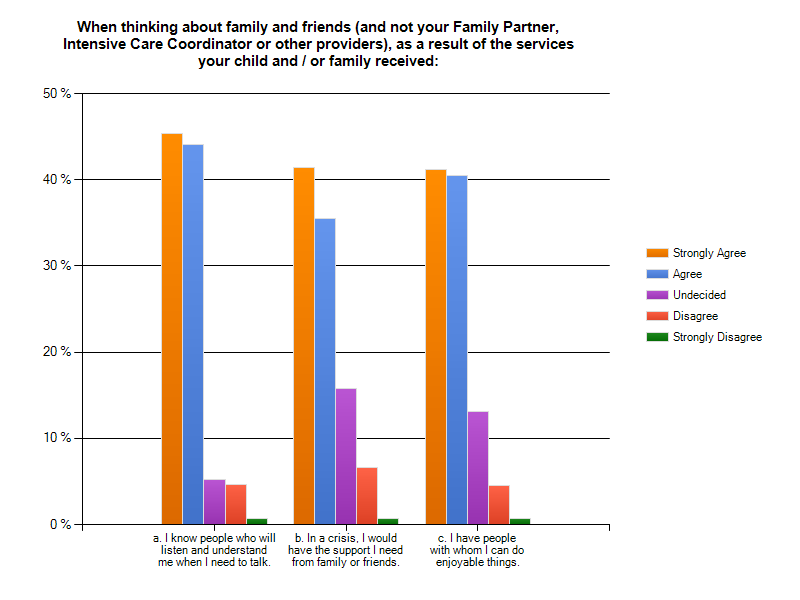 When thinking about family and friends (and not your Family Partner,
Intensive Care Coordinator or other providers), as a result of the services
your child and / or family received:
50 %
40 %
30 %
20 %
10 %
0 %
a. I know people who will
listen and understand
me when I need to talk.
b. In a crisis, I would
have the support I need
from family or friends.
c. I have people
with whom I can do
enjoyable things.
Strongly Agree
Agree
Undecided
Disagree
Strongly Disagree